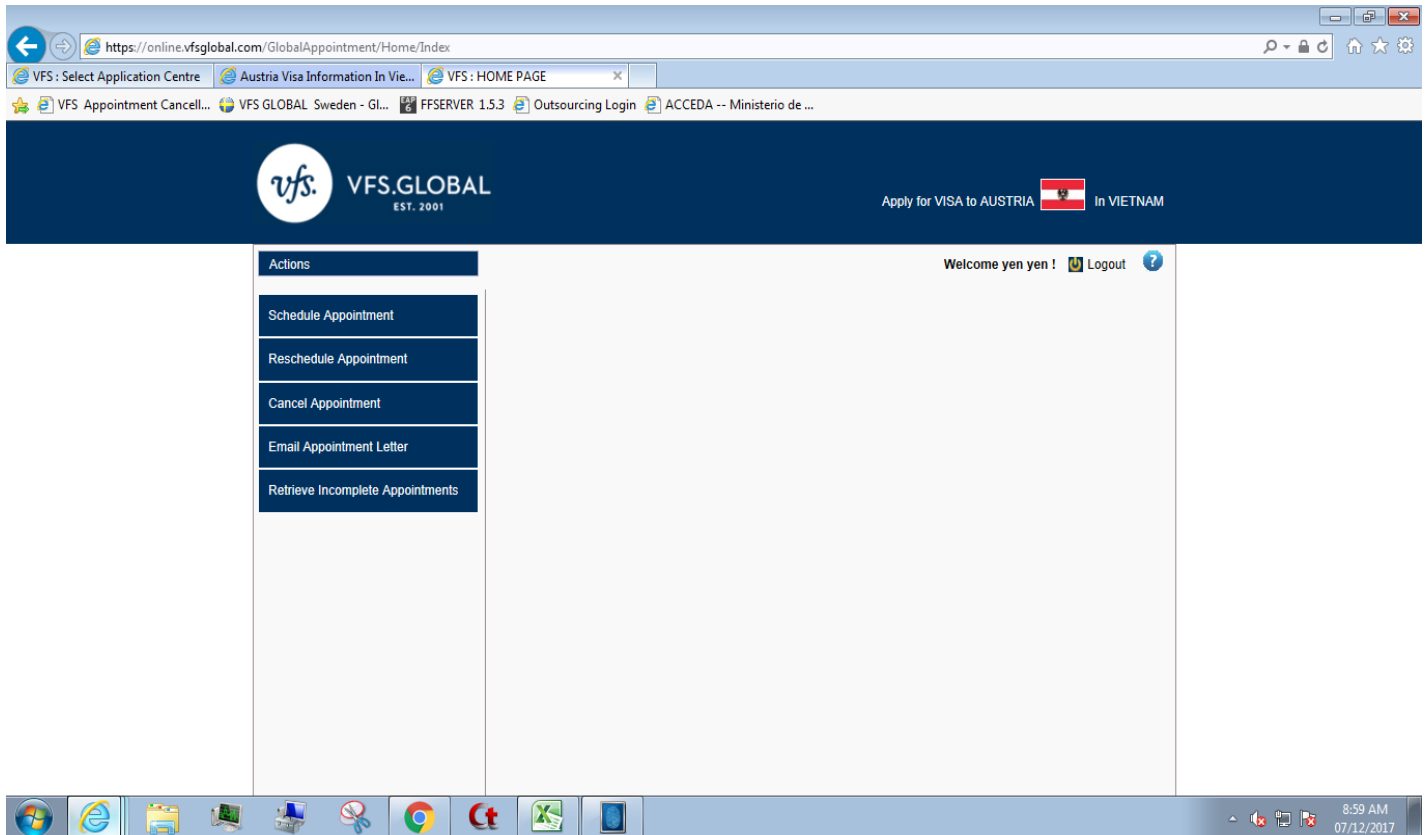 https://online.vfsglobal.com/GlobalAppointment/Home/Index
VFS : Select Application Centre
Austria Visa Information In Vie...
VFS : HOME PAGE
VFS Appointment Cancell...
VFS GLOBAL Sweden - Gl...
FFSERVER 1.5.3
Outsourcing Login
ACCEDA -- Ministerio de ...
vfs.
VFS.GLOBAL
EST. 2001
Apply for VISA to AUSTRIA
In VIETNAM
Actions
Welcome yen yen !
Logout
?
Schedule Appointment
Reschedule Appointment
Cancel Appointment
Email Appointment Letter
Retrieve Incomplete Appointments
Ct
8:59 AM
07/12/2017